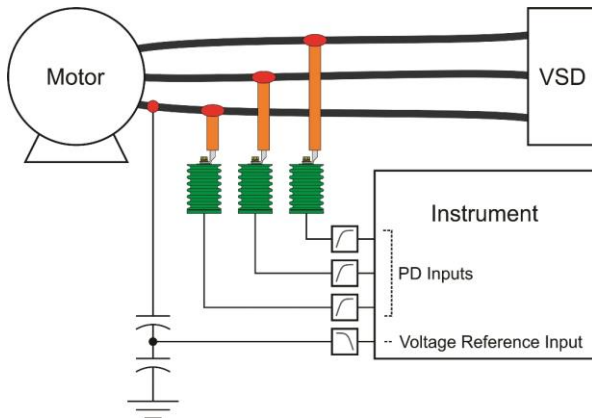 Motor
VSD
Instrument
PD Inputs
Voltage Reference Input